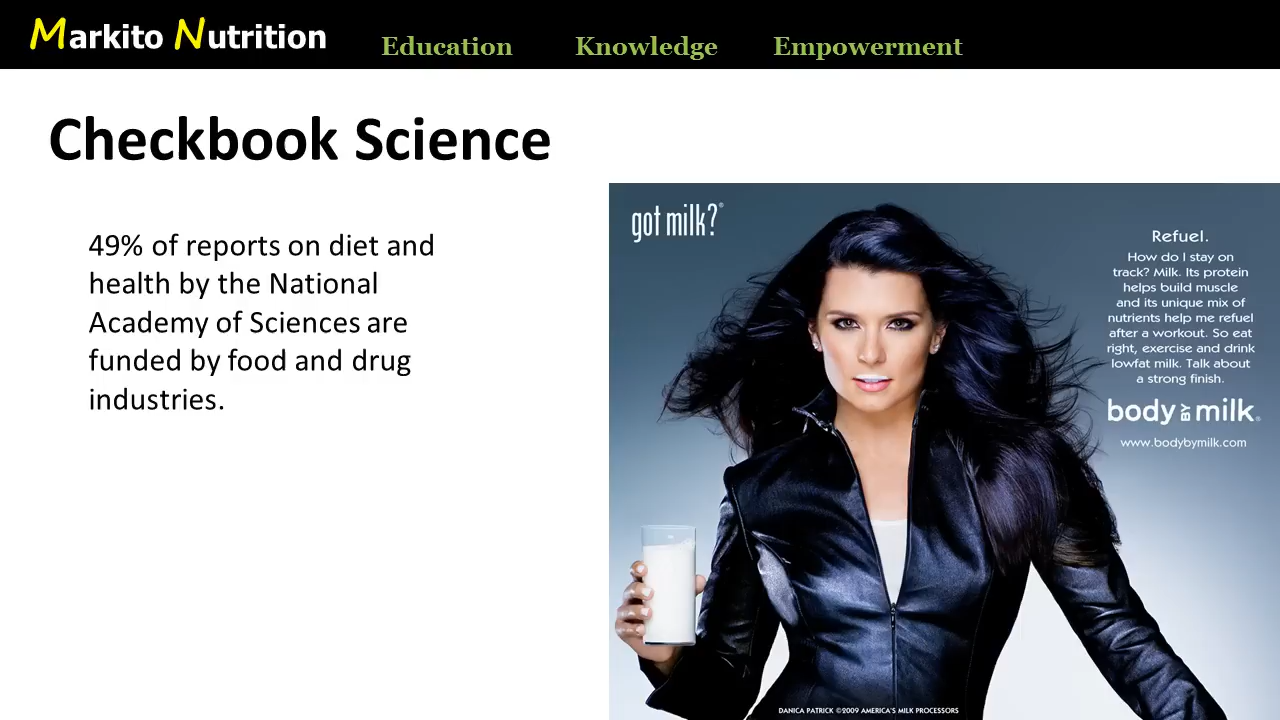 Markito Nutrition
Education Knowledge Empowerment
Checkbook Science
49% of reports on diet and
health by the National
Academy of Sciences are
funded by food and drug
industries.
got milk?®
Refuel.
How do I stay on
track? Milk. Its protein
helps build muscle
and its unique mix of
nutrients help me refuel
after a workout. So eat
right, exercise and drink
lowfat milk. Talk about
a strong finish.
body BY milk®
www.bodybymilk.com
DANICA PATRICK ©2009 AMERICA'S MILK PROCESSORS